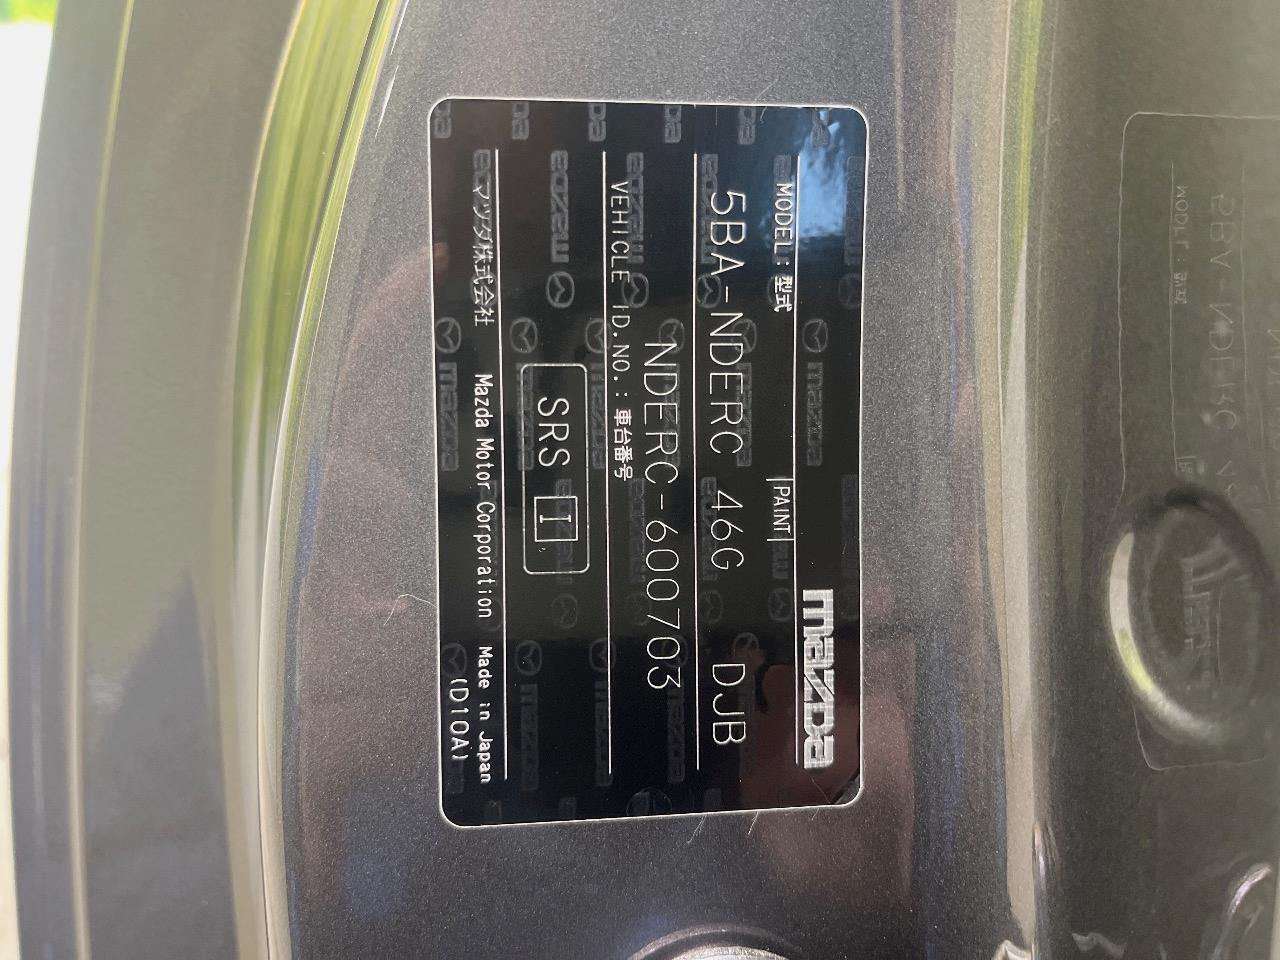 mazda
MODEL:型式 PAINT
5BA-NDERC 46G DJB
VEHICLE ID.NO.:車台番号
NDERC-600703
SRS I
マツダ株式会社 Mazda Motor Corporation Made in Japan
(D10A)